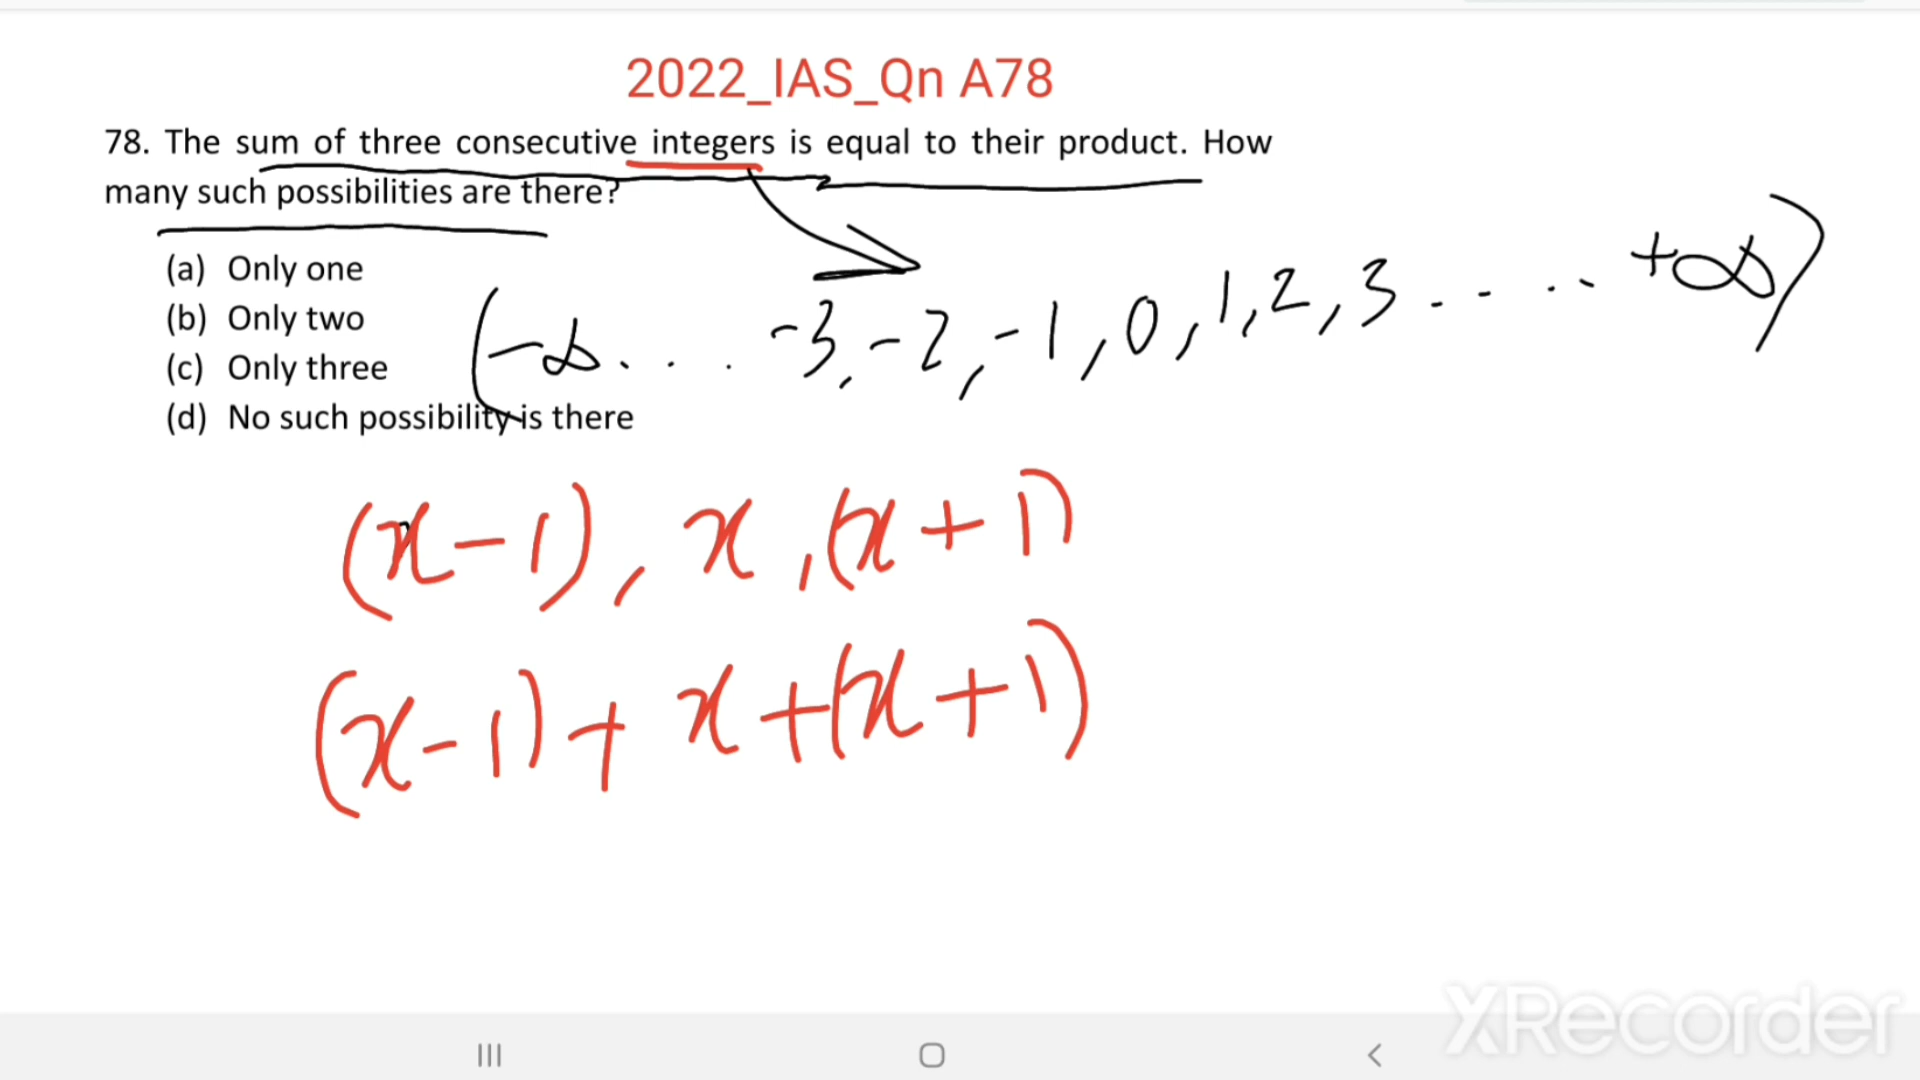 2022_IAS_Qn A78
78. The sum of three consecutive integers is equal to their product. How
many such possibilities are there?
(a) Only one
(b) Only two
(c) Only three
(d) No such possibility is there
(-∞... -3,-2,-1,0,1,2,3..... +∞)
(x-1), x ,(x+1)
(x-1)+ x+(x+1)
XRecorder